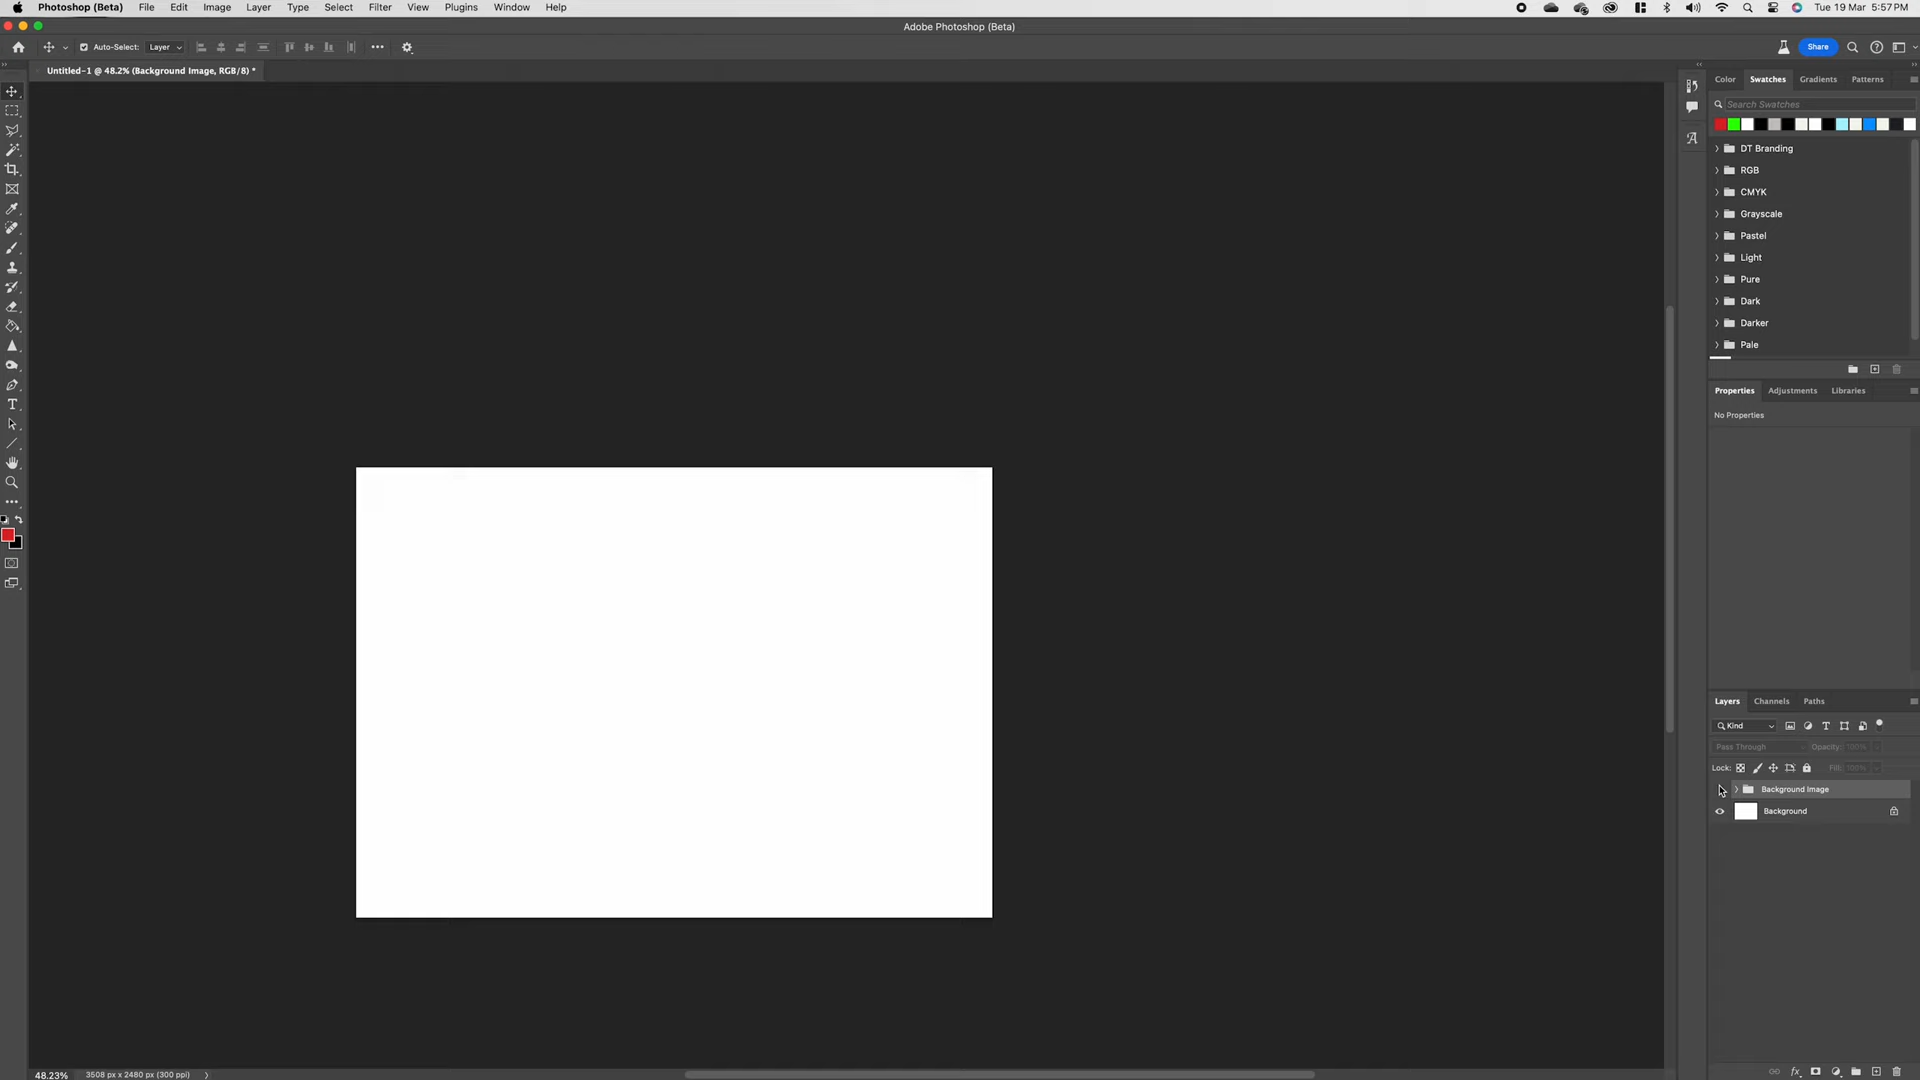 Photoshop (Beta) File Edit Image Layer Type Select Filter View Plugins Window Help Tue 19 Mar 5:57 PM
Adobe Photoshop (Beta)
Auto-Select: Layer Share
Untitled-1 @ 48.2% (Background Image, RGB/8) *
Color Swatches Gradients Patterns
Search Swatches
DT Branding
RGB
CMYK
Grayscale
Pastel
Light
Pure
Dark
Darker
Pale
Properties Adjustments Libraries
No Properties
Layers Channels Paths
Kind
Pass Through Opacity: 100%
Lock: Fill: 100%
Background Image
Background
48.23% 3508 px x 2480 px (300 ppi)